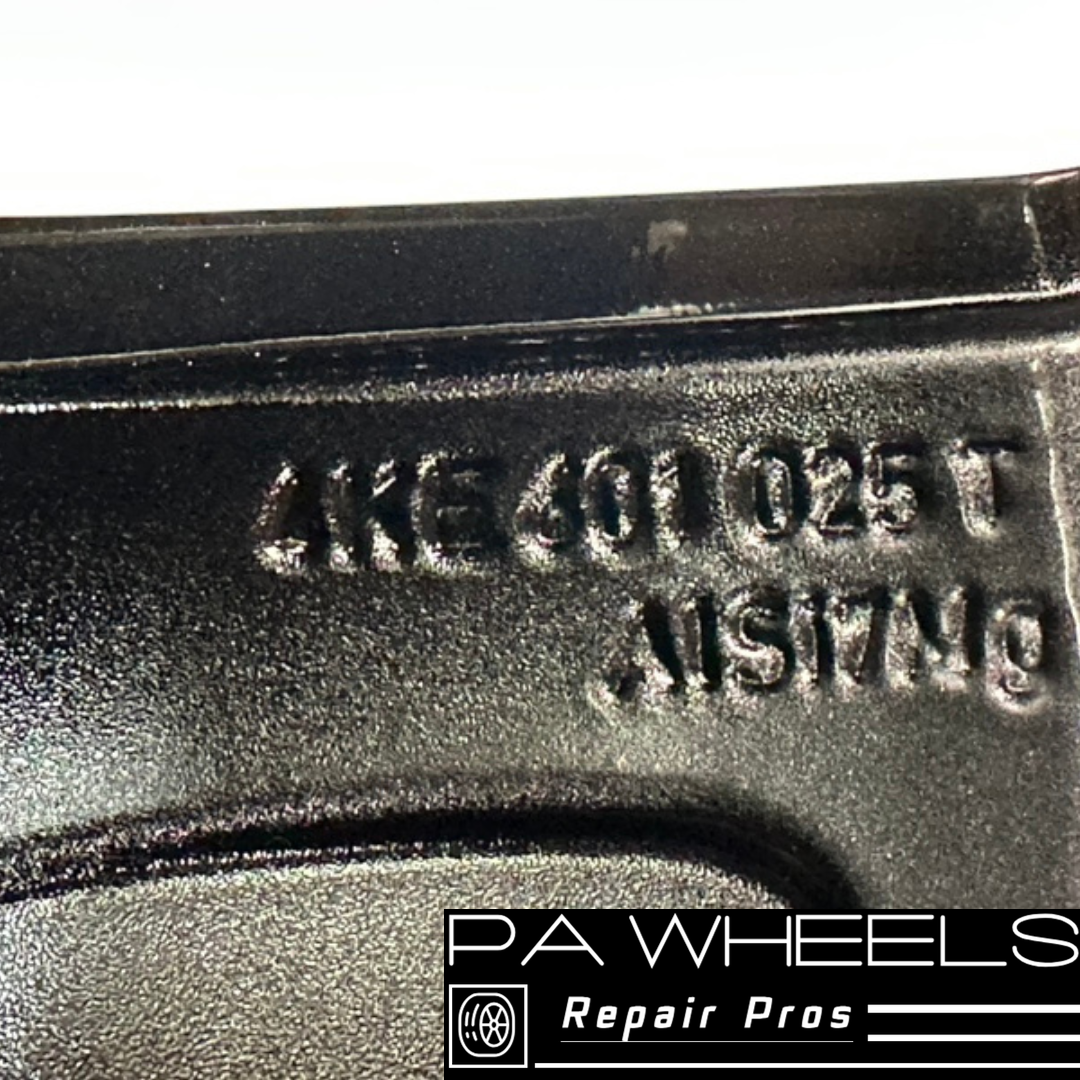 4KE 601 025 T
AlSi7Mg
PA WHEELS
Repair Pros